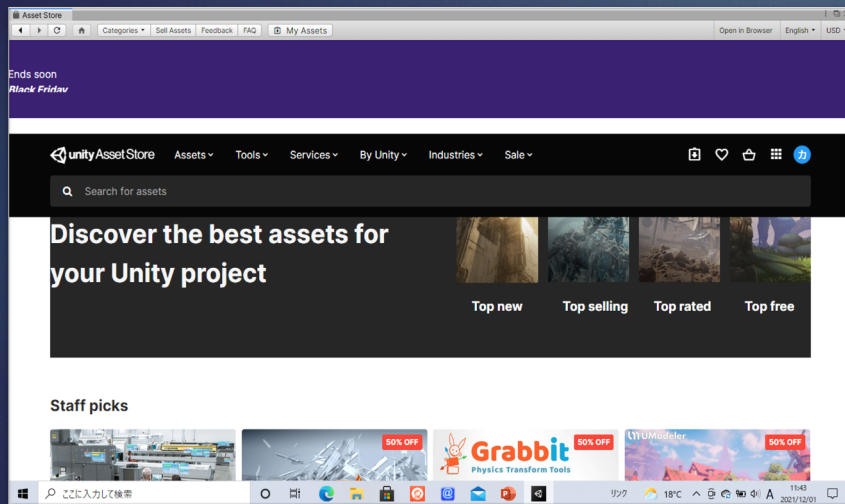 Asset Store
Categories Sell Assets Feedback FAQ My Assets Open in Browser English USD
Ends soon
Black Friday
unity Asset Store Assets Tools Services By Unity Industries Sale カ
Search for assets
Discover the best assets for
your Unity project
Top new Top selling Top rated Top free
Staff picks
50% OFF Grabbit 50% OFF UModeler 50% OFF
Physics Transform Tools
ここに入力して検索 リンク 18°C A 11:43
2021/12/01